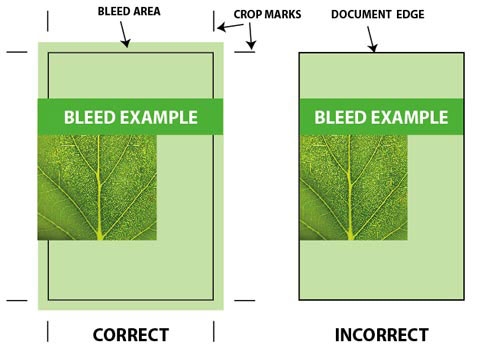 BLEED AREA
CROP MARKS
DOCUMENT EDGE
BLEED EXAMPLE
BLEED EXAMPLE
CORRECT
INCORRECT